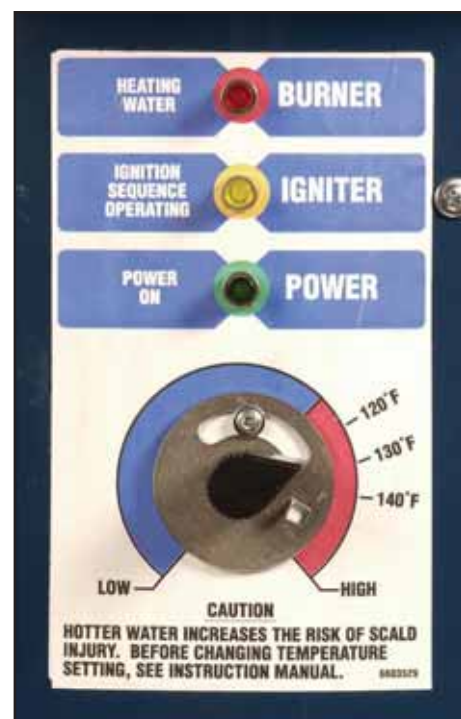 HEATING
WATER
BURNER
IGNITION
SEQUENCE
OPERATING
IGNITER
POWER
ON
POWER
120°F
130°F
140°F
LOW
HIGH
CAUTION
HOTTER WATER INCREASES THE RISK OF SCALD
INJURY. BEFORE CHANGING TEMPERATURE
SETTING, SEE INSTRUCTION MANUAL.